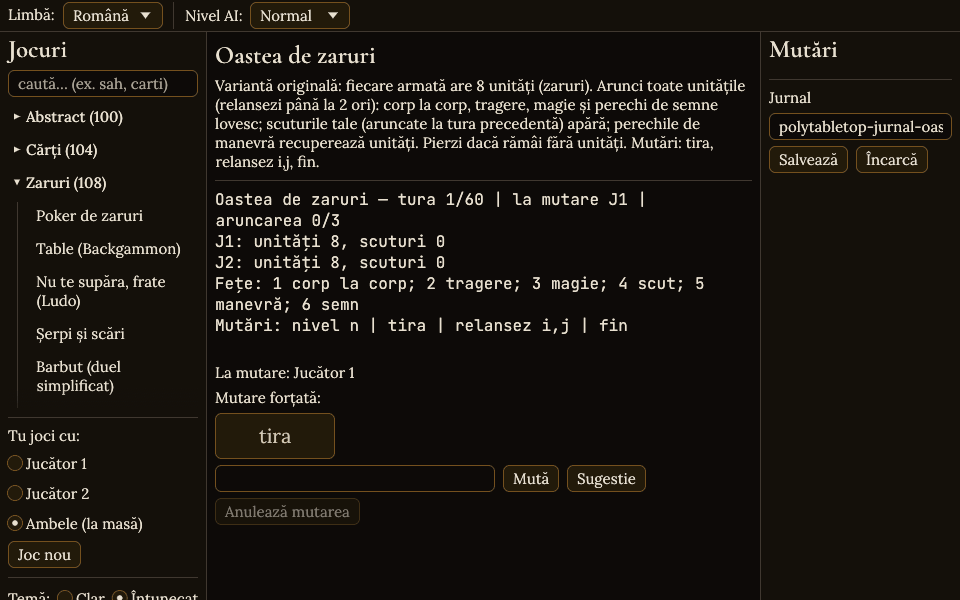 Limbă: Română Nivel AI: Normal
Jocuri
caută... (ex. sah, carti)
Abstract (100)
Cărți (104)
Zaruri (108)
Poker de zaruri
Table (Backgammon)
Nu te supăra, frate
(Ludo)
Șerpi și scări
Barbut (duel
simplificat)
Tu joci cu:
Jucător 1
Jucător 2
Ambele (la masă)
Joc nou
Temă: Clar Întunecat
Oastea de zaruri
Variantă originală: fiecare armată are 8 unități (zaruri). Arunci toate unitățile
(relansezi până la 2 ori): corp la corp, tragere, magie și perechi de semne
lovesc; scuturile tale (aruncate la tura precedentă) apără; perechile de
manevră recuperează unități. Pierzi dacă rămâi fără unități. Mutări: tira,
relansez i,j, fin.
Oastea de zaruri — tura 1/60 | la mutare J1 |
aruncarea 0/3
J1: unități 8, scuturi 0
J2: unități 8, scuturi 0
Fețe: 1 corp la corp; 2 tragere; 3 magie; 4 scut; 5
manevră; 6 semn
Mutări: nivel n | tira | relansez i,j | fin
La mutare: Jucător 1
Mutare forțată:
tira
Mută Sugestie
Anulează mutarea
Mutări
Jurnal
polytabletop-jurnal-oas
Salvează Încarcă